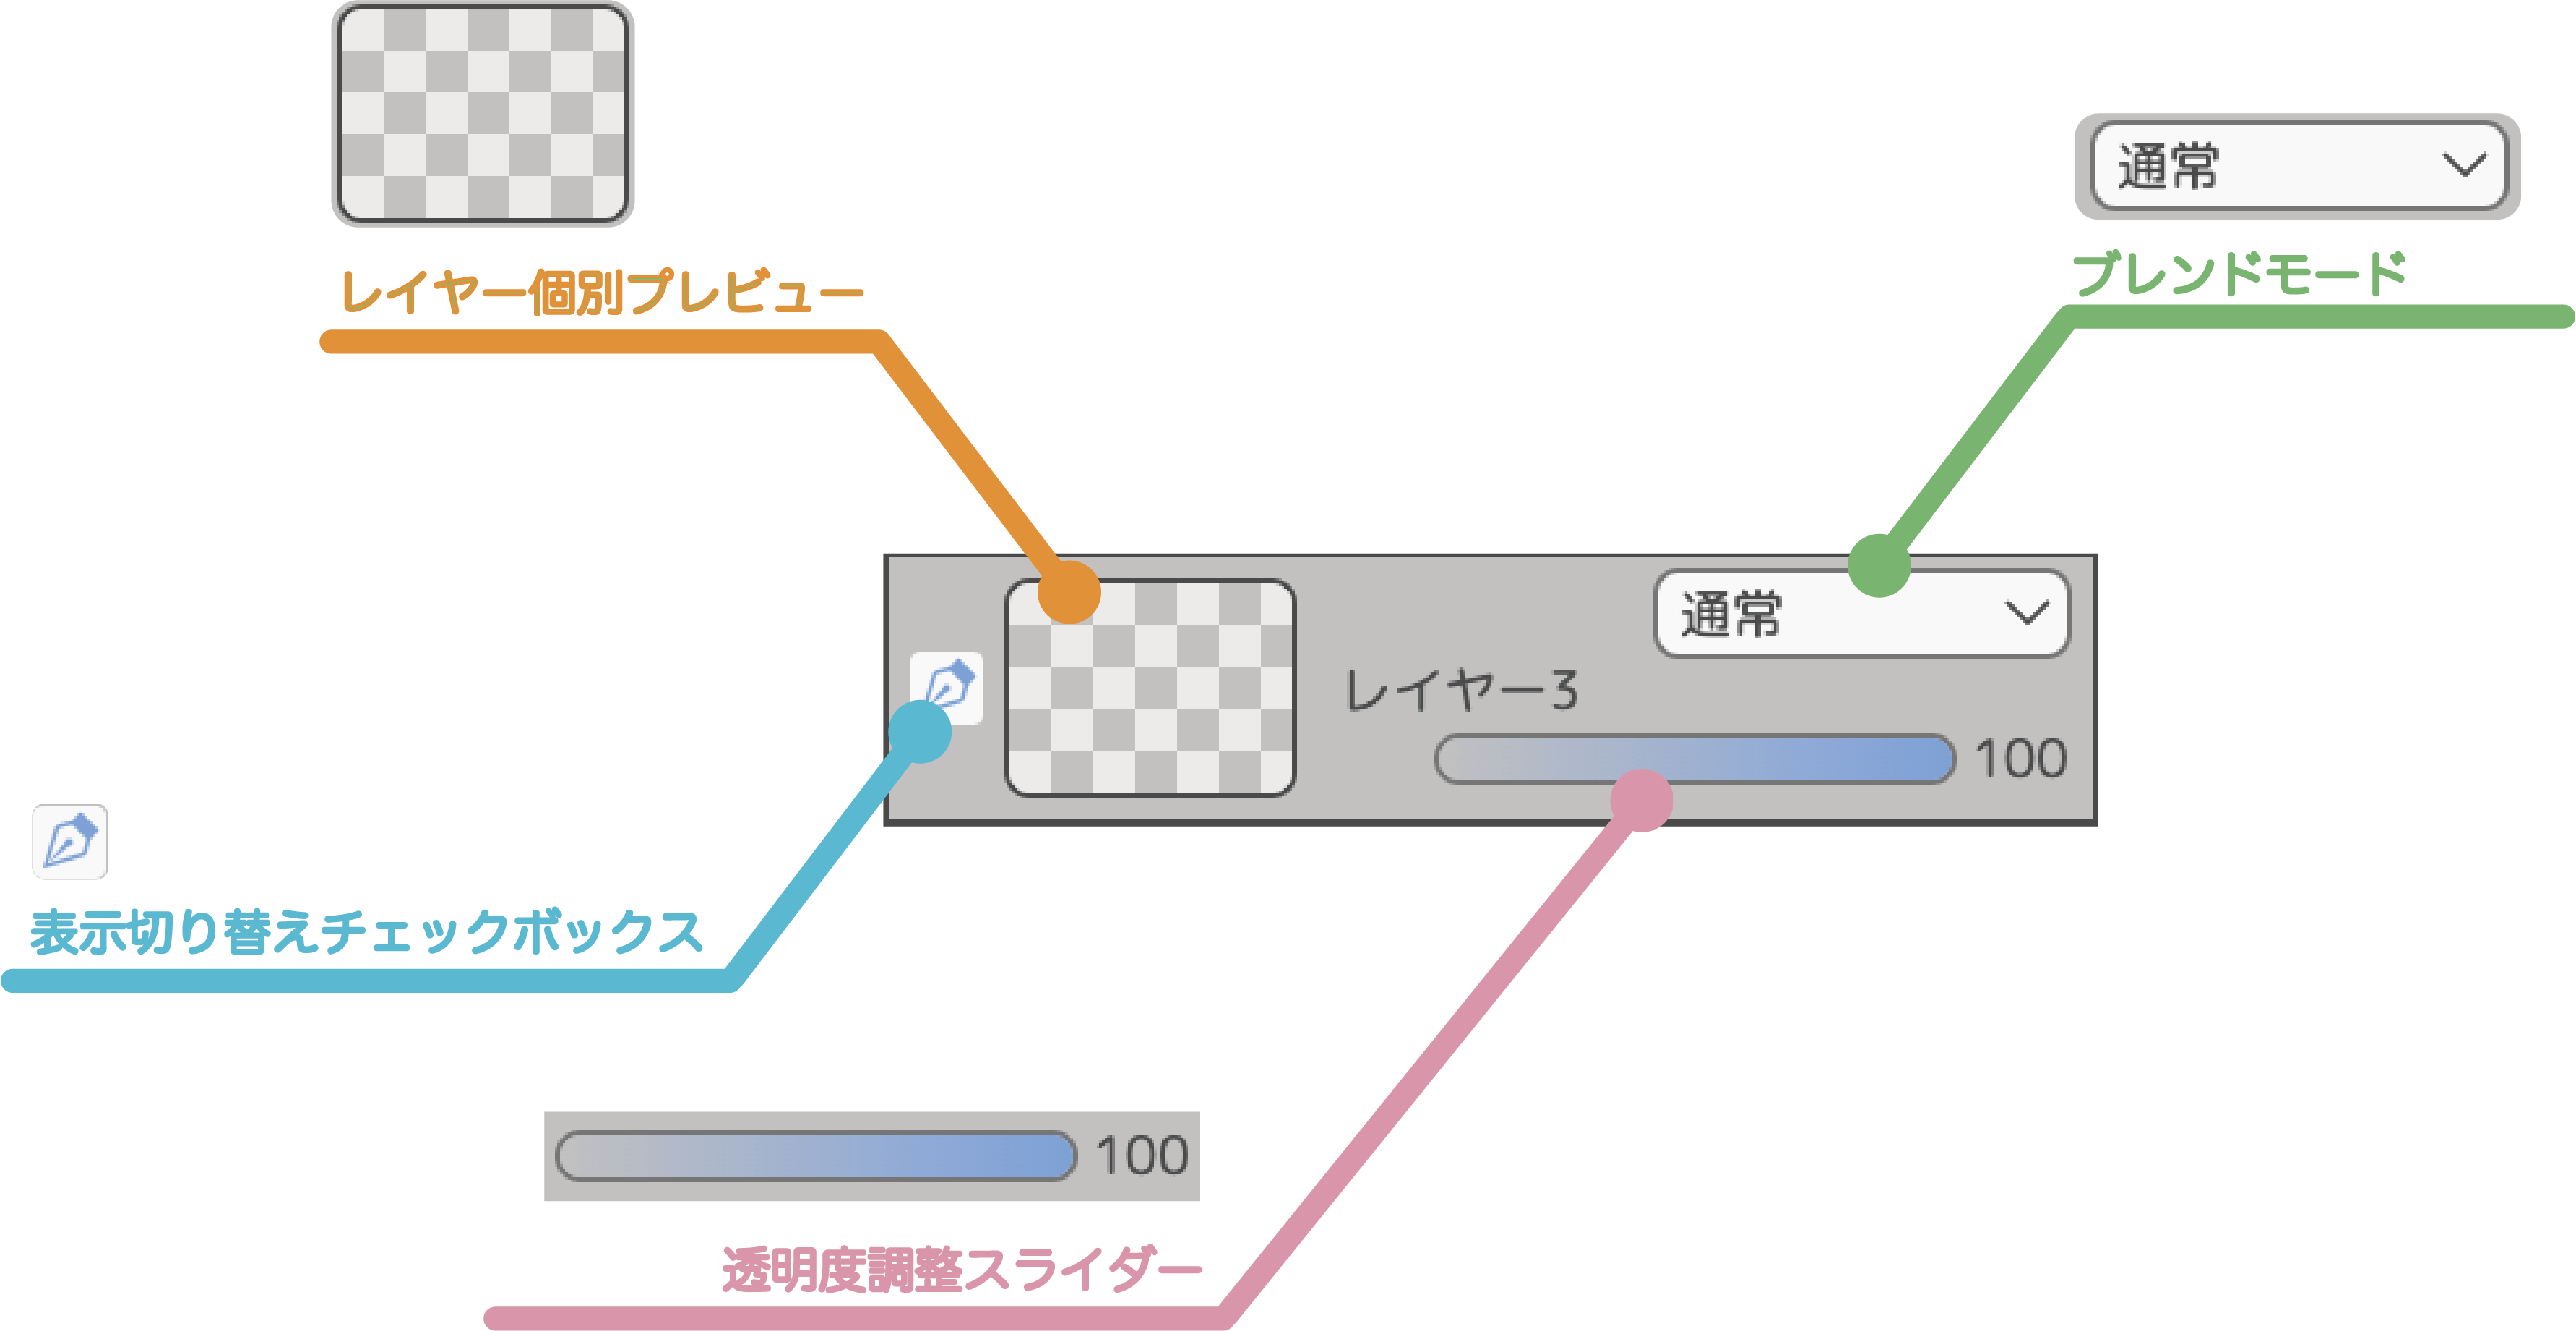 通常
ブレンドモード
レイヤー個別プレビュー
通常
レイヤー3
100
表示切り替えチェックボックス
100
透明度調整スライダー